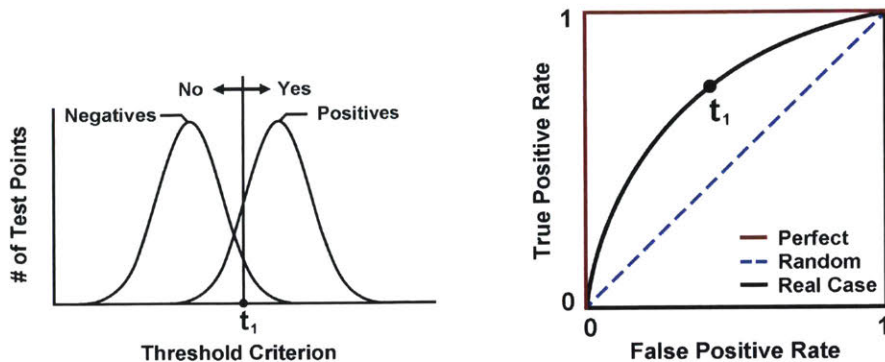 No Yes
Negatives Positives
# of Test Points
t1
Threshold Criterion
1
True Positive Rate
t1
Perfect
Random
Real Case
0
0 1
False Positive Rate